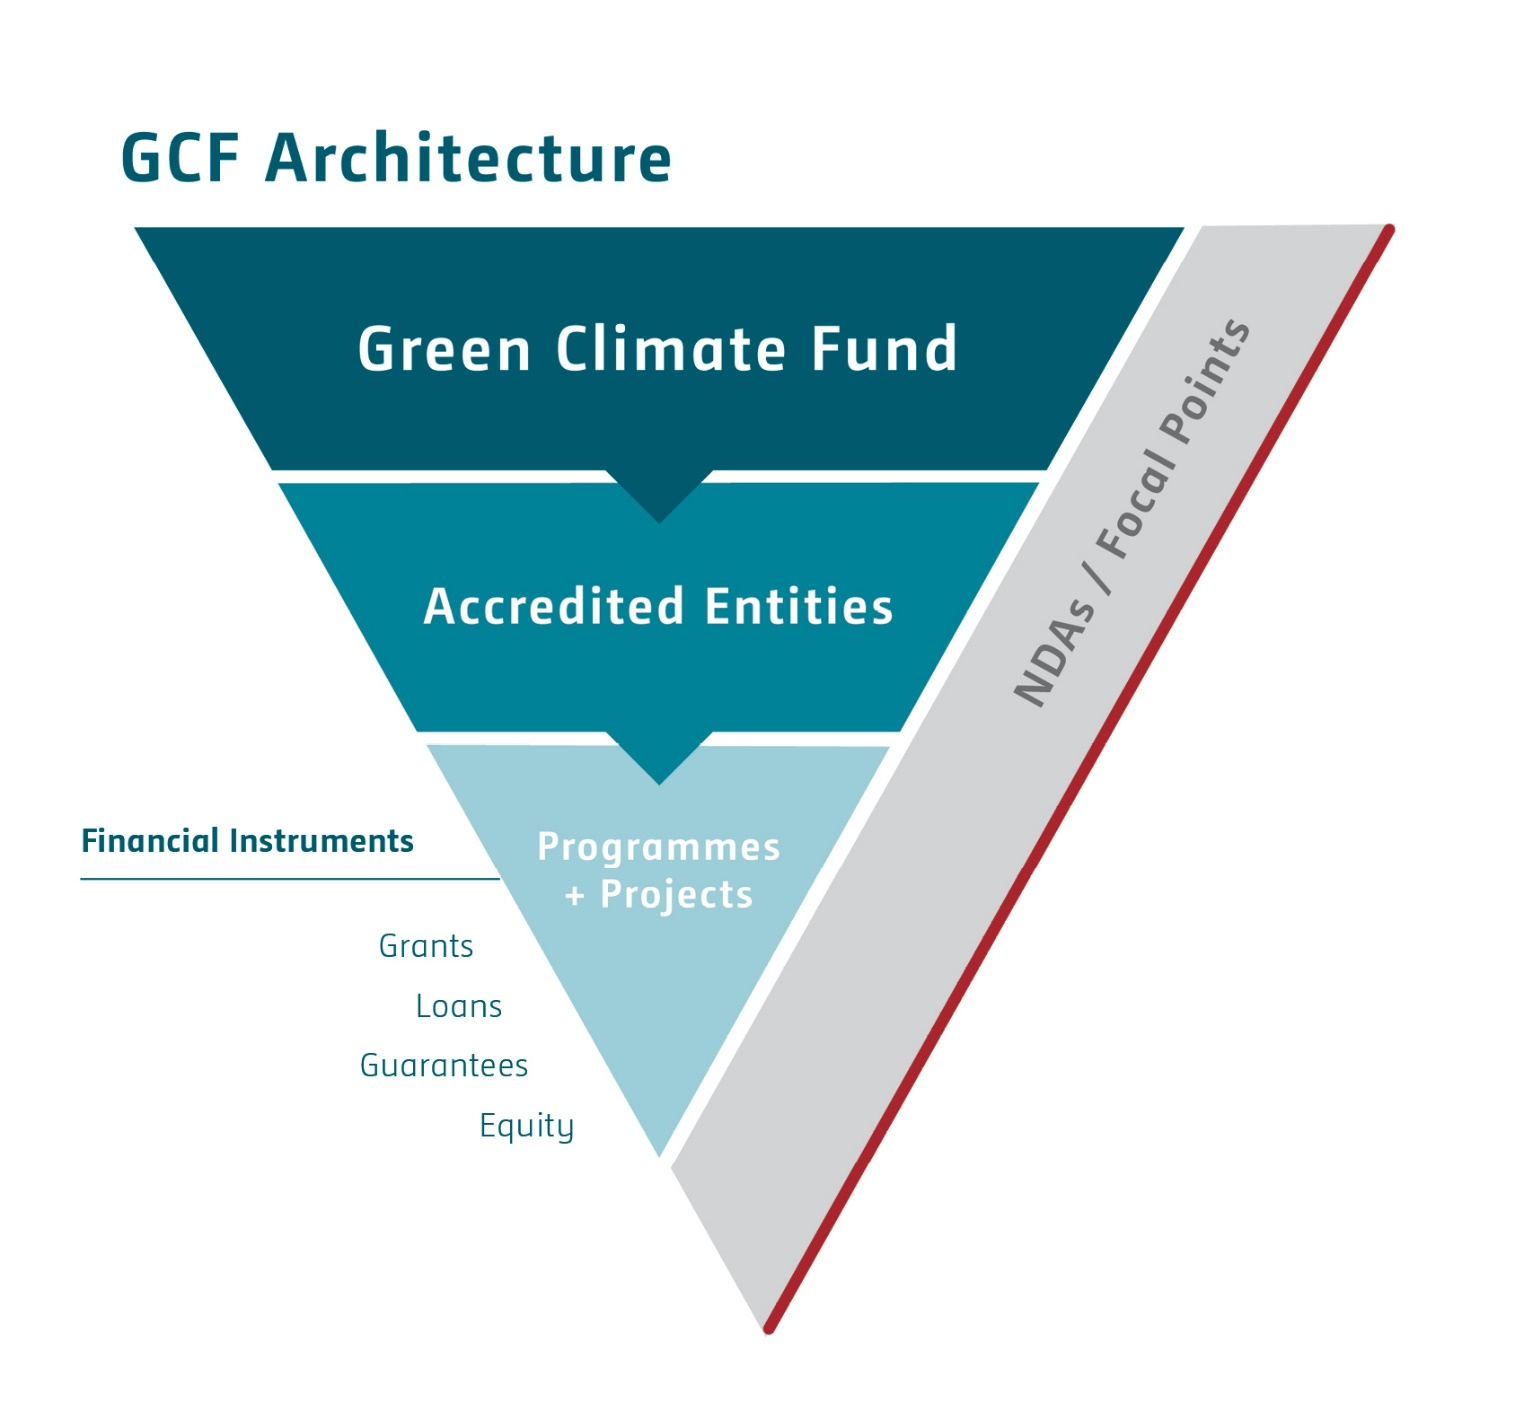 GCF Architecture
Green Climate Fund
NDAs / Focal Points
Accredited Entities
Programmes
+ Projects
Financial Instruments
Grants
Loans
Guarantees
Equity